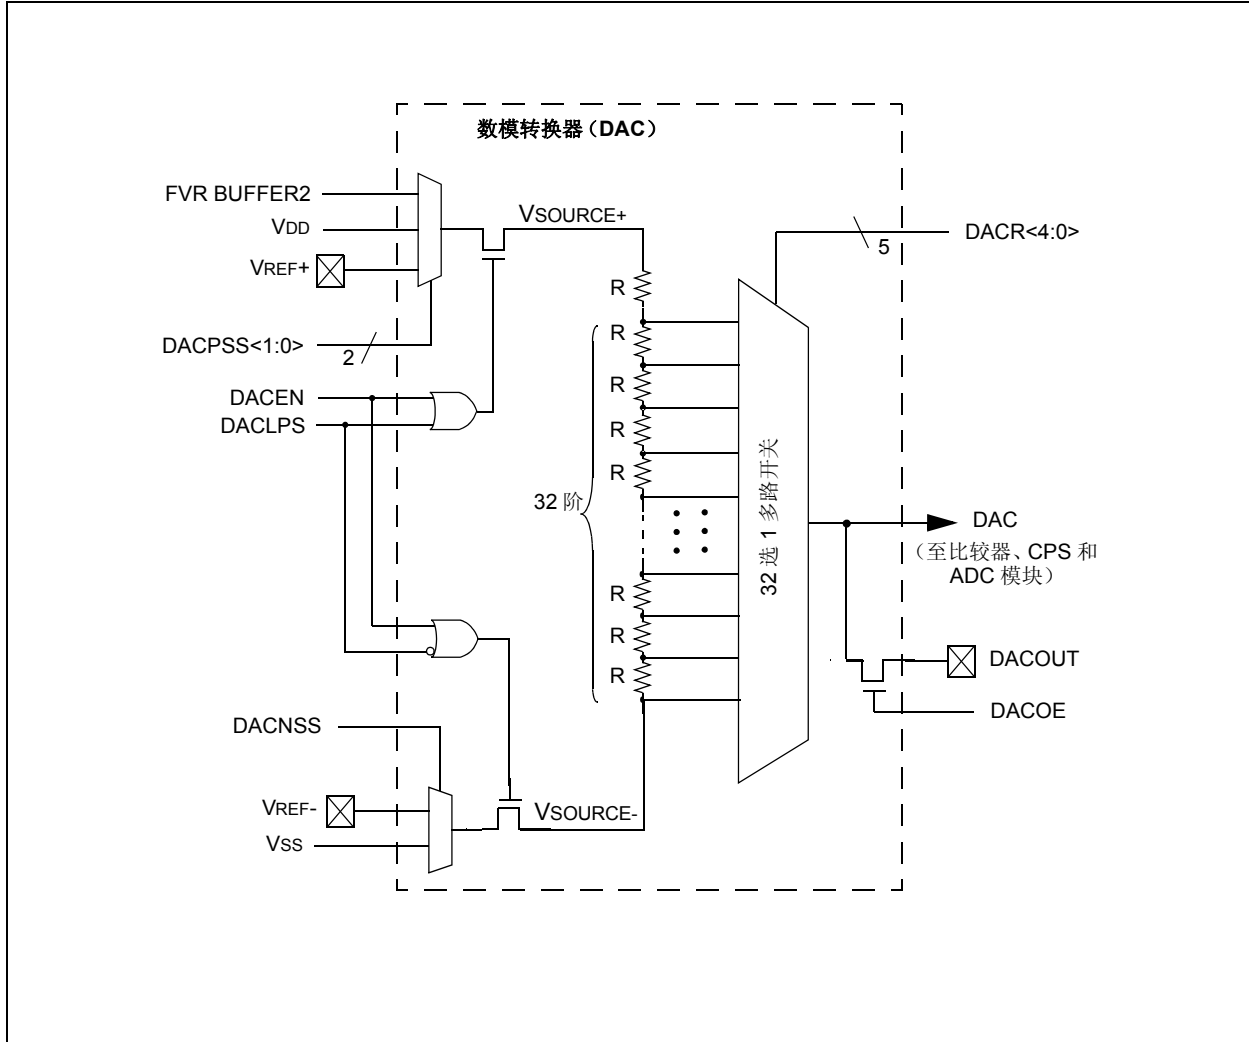 数模转换器（DAC）
FVR BUFFER2
VDD
VREF+
VSOURCE+
DACR<4:0>
5
DACPSS<1:0>
2
DACEN
DACLPS
R
R
R
R
R
32 阶
R
R
R
32 选 1 多路开关
DAC
（至比较器、CPS 和
ADC 模块）
DACOUT
DACOE
DACNSS
VREF-
VSOURCE-
VSS